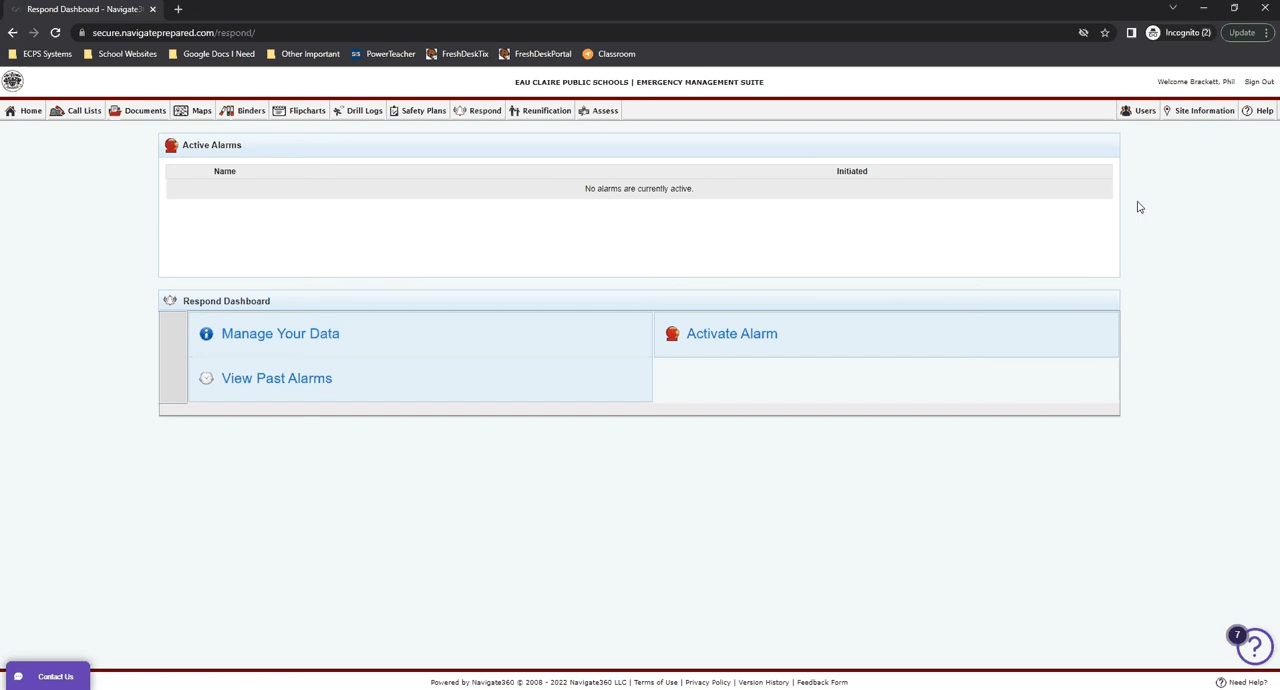 Respond Dashboard - Navigate3
secure.navigateprepared.com/respond/
Incognito (2)
Update
ECPS Systems School Websites Google Docs I Need Other Important SIS PowerTeacher FreshDeskTix FreshDeskPortal Classroom
EAU CLAIRE PUBLIC SCHOOLS | EMERGENCY MANAGEMENT SUITE
Welcome Brackett, Phil Sign Out
Home Call Lists Documents Maps Binders Flipcharts Drill Logs Safety Plans Respond Reunification Assess Users Site Information Help
Active Alarms
Name Initiated
No alarms are currently active.
Respond Dashboard
Manage Your Data Activate Alarm
View Past Alarms
7
?
Contact Us
Powered by Navigate360 © 2008 - 2022 Navigate360 LLC | Terms of Use | Privacy Policy | Version History | Feedback Form
Need Help?